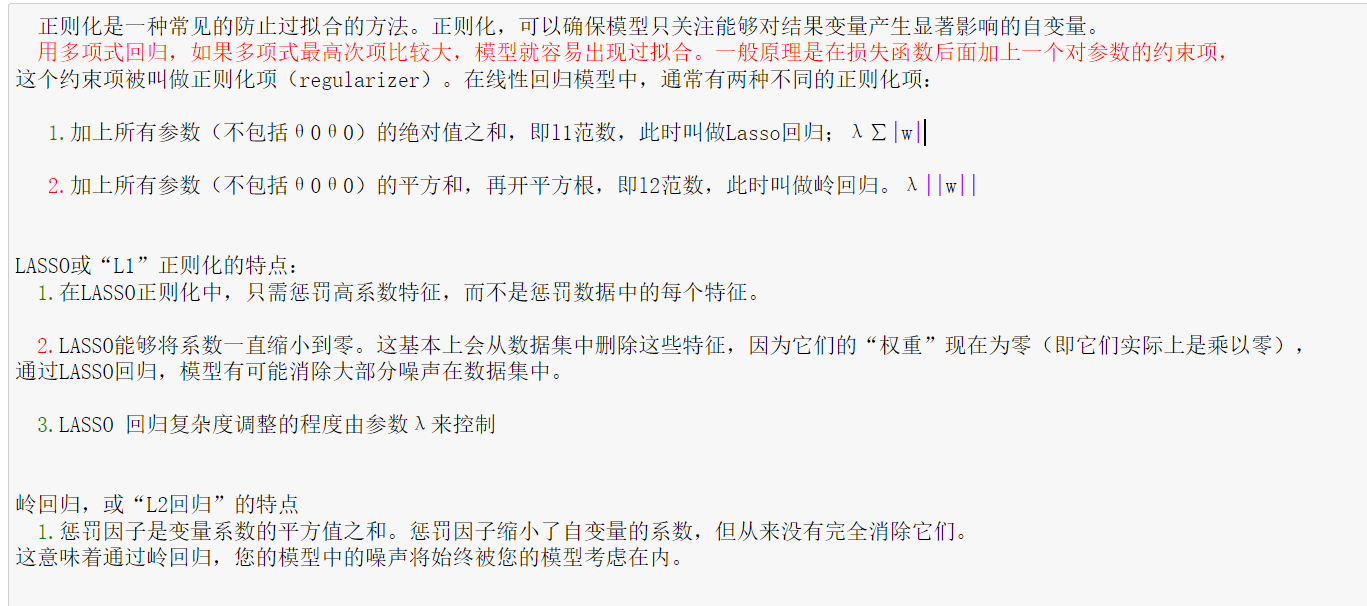 正则化是一种常见的防止过拟合的方法。正则化，可以确保模型只关注能够对结果变量产生显著影响的自变量。
用多项式回归，如果多项式最高次项比较大，模型就容易出现过拟合。一般原理是在损失函数后面加上一个对参数的约束项，
这个约束项被叫做正则化项（regularizer）。在线性回归模型中，通常有两种不同的正则化项：
1.加上所有参数（不包括θ0θ0）的绝对值之和，即l1范数，此时叫做Lasso回归；λ∑|w|
2.加上所有参数（不包括θ0θ0）的平方和，再开平方根，即l2范数，此时叫做岭回归。λ||w||
LASSO或“L1”正则化的特点：
1.在LASSO正则化中，只需惩罚高系数特征，而不是惩罚数据中的每个特征。
2.LASSO能够将系数一直缩小到零。这基本上会从数据集中删除这些特征，因为它们的“权重”现在为零（即它们实际上是乘以零），
通过LASSO回归，模型有可能消除大部分噪声在数据集中。
3.LASSO 回归复杂度调整的程度由参数λ来控制
岭回归，或“L2回归”的特点
1.惩罚因子是变量系数的平方值之和。惩罚因子缩小了自变量的系数，但从来没有完全消除它们。
这意味着通过岭回归，您的模型中的噪声将始终被您的模型考虑在内。